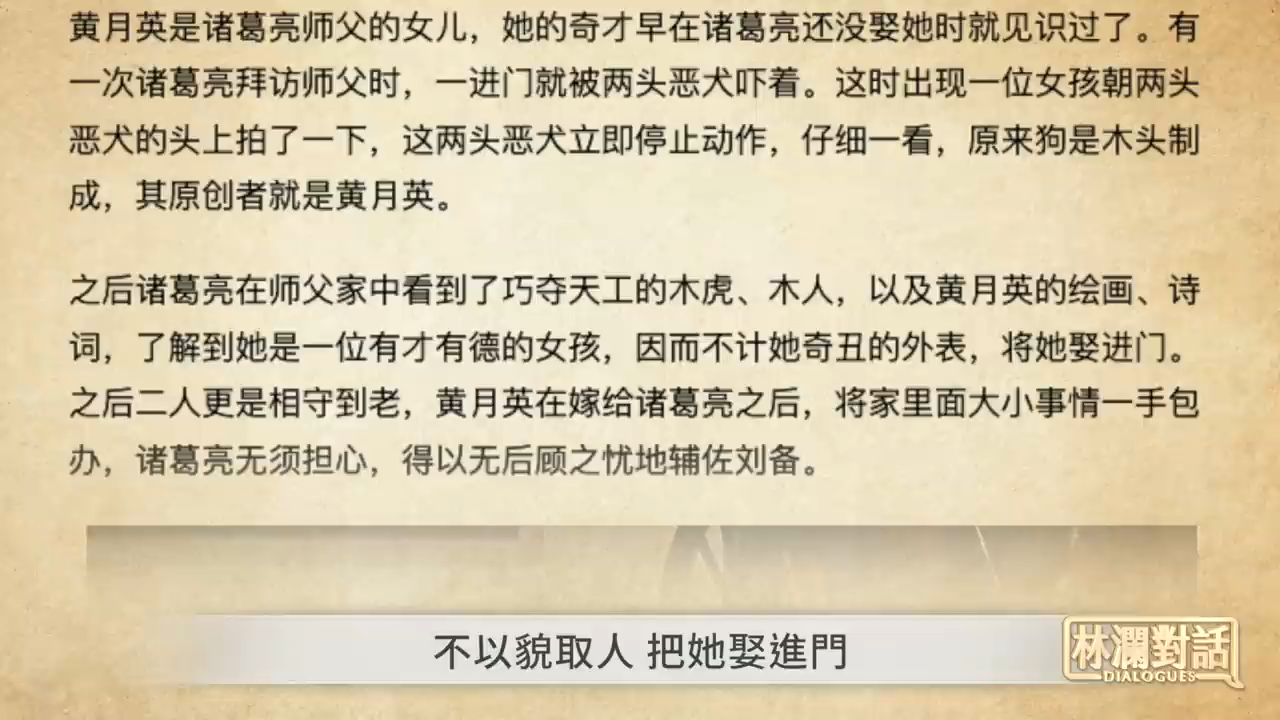 黄月英是诸葛亮师父的女儿，她的奇才早在诸葛亮还没娶她时就见识过了。有
一次诸葛亮拜访师父时，一进门就被两头恶犬吓着。这时出现一位女孩朝两头
恶犬的头上拍了一下，这两头恶犬立即停止动作，仔细一看，原来狗是木头制
成，其原创者就是黄月英。
之后诸葛亮在师父家中看到了巧夺天工的木虎、木人，以及黄月英的绘画、诗
词，了解到她是一位有才有德的女孩，因而不计她奇丑的外表，将她娶进门。
之后二人更是相守到老，黄月英在嫁给诸葛亮之后，将家里面大小事情一手包
办，诸葛亮无须担心，得以无后顾之忧地辅佐刘备。
不以貌取人 把她娶進門
林瀾對話
DIALOGUES